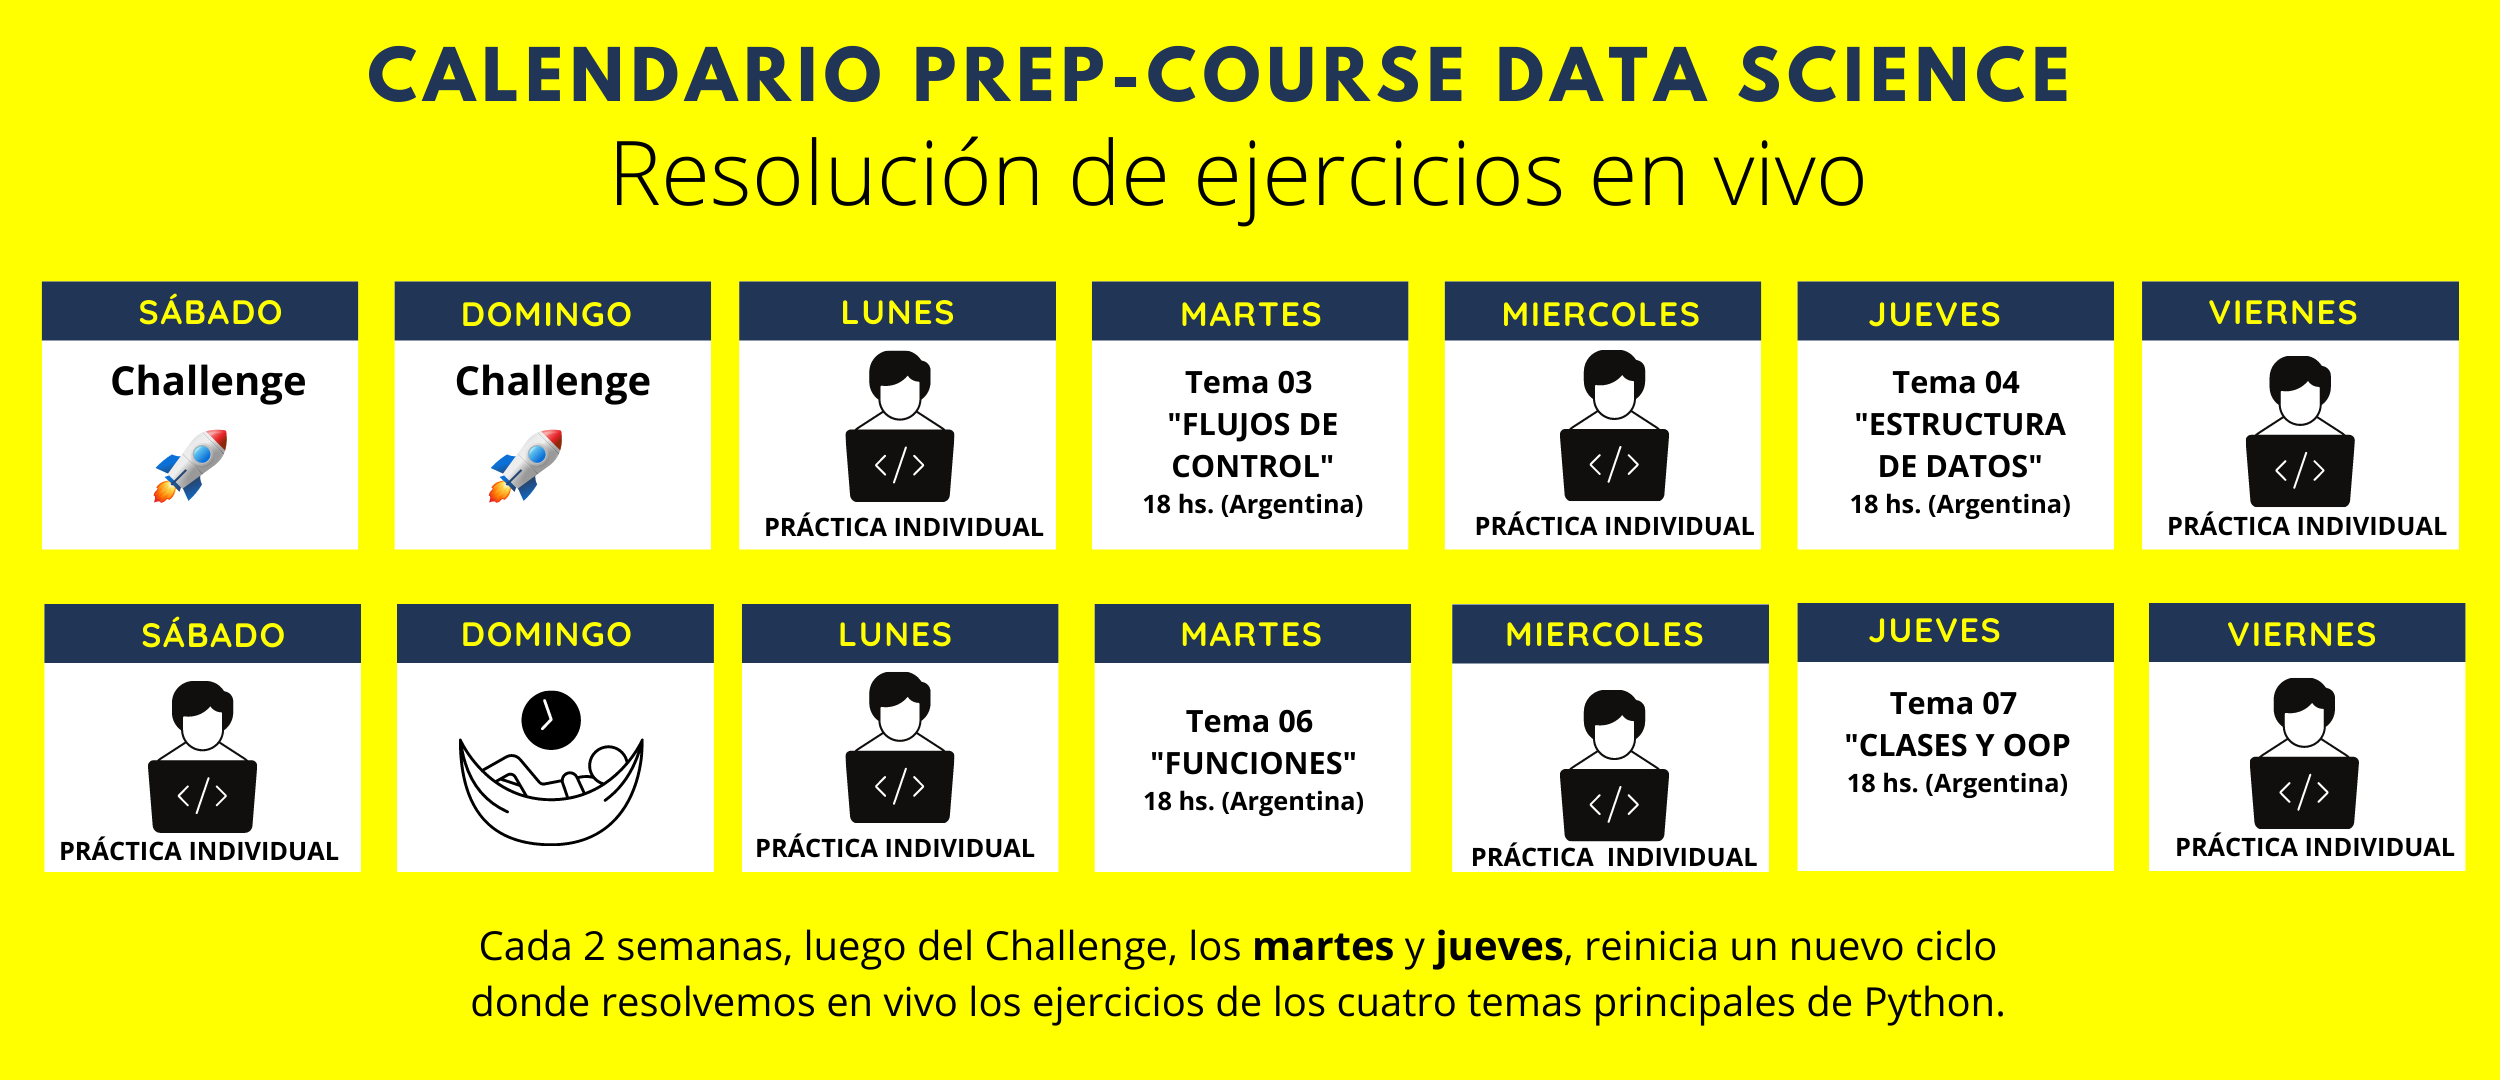 CALENDARIO PREP-COURSE DATA SCIENCE
Resolución de ejercicios en vivo
SÁBADO
Challenge
DOMINGO
Challenge
LUNES
</>
PRÁCTICA INDIVIDUAL
MARTES
Tema 03
"FLUJOS DE
CONTROL"
18 hs. (Argentina)
MIERCOLES
</>
PRÁCTICA INDIVIDUAL
JUEVES
Tema 04
"ESTRUCTURA
DE DATOS"
18 hs. (Argentina)
VIERNES
</>
PRÁCTICA INDIVIDUAL
SÁBADO
</>
PRÁCTICA INDIVIDUAL
DOMINGO
LUNES
</>
PRÁCTICA INDIVIDUAL
MARTES
Tema 06
"FUNCIONES"
18 hs. (Argentina)
MIERCOLES
</>
PRÁCTICA INDIVIDUAL
JUEVES
Tema 07
"CLASES Y OOP
18 hs. (Argentina)
VIERNES
</>
PRÁCTICA INDIVIDUAL
Cada 2 semanas, luego del Challenge, los martes y jueves, reinicia un nuevo ciclo
donde resolvemos en vivo los ejercicios de los cuatro temas principales de Python.